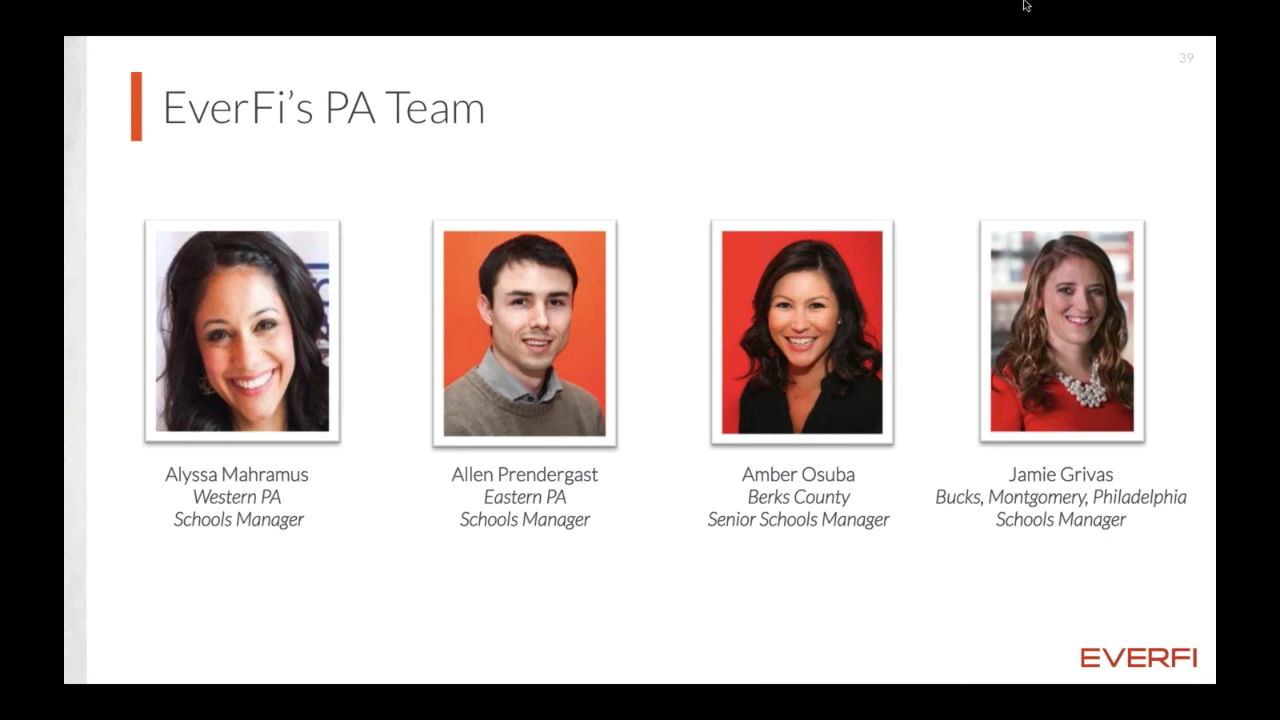 39
EverFi’s PA Team
Alyssa Mahramus
Western PA
Schools Manager
Allen Prendergast
Eastern PA
Schools Manager
Amber Osuba
Berks County
Senior Schools Manager
Jamie Grivas
Bucks, Montgomery, Philadelphia
Schools Manager
EVERFI